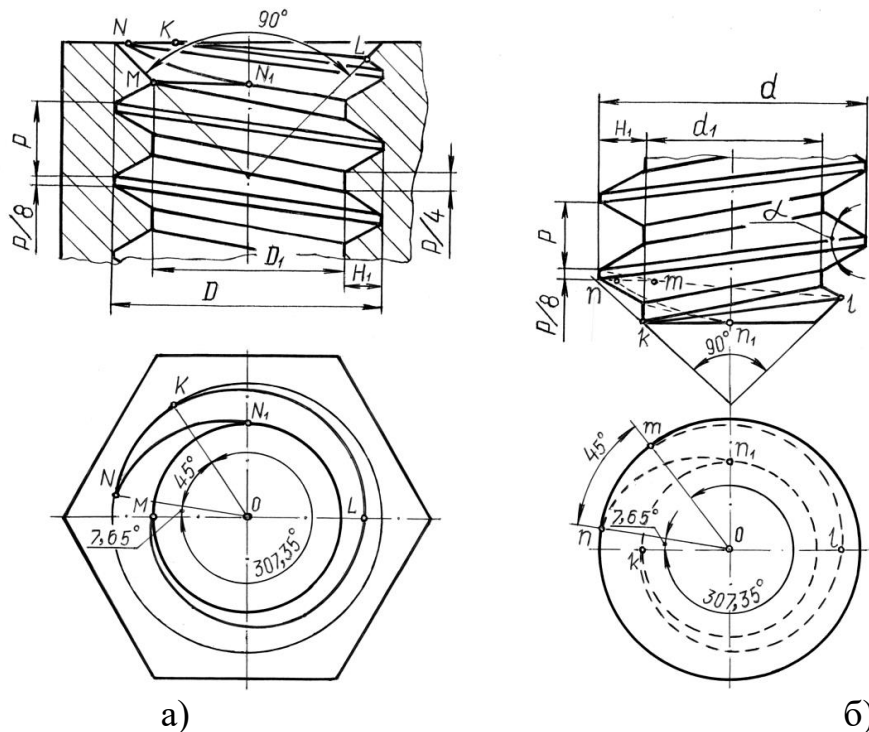 90°
N K L
M N₁
P
P/8
P/4
D₁ H₁
D
K
N₁
N
45°
M O L
7,65°
307,35°
а)
d
H₁ d₁
α
P
P/8
n m l
k n₁
90°
m
45°
n₁
n
7,65° O
k l
307,35°
б)